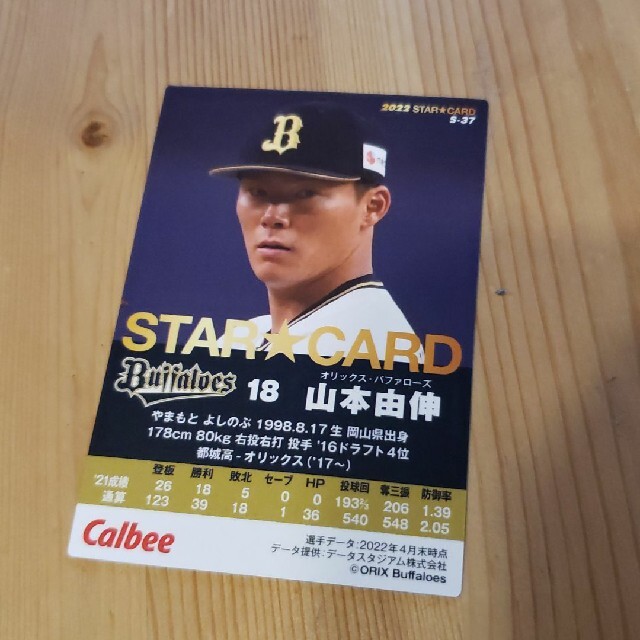 2022 STAR★CARD
S-37
B
STAR★CARD
オリックス・バファローズ
Buffaloes 18 山本由伸
やまもと よしのぶ 1998.8.17生 岡山県出身
178cm 80kg 右投右打 投手 '16ドラフト4位
都城高-オリックス('17〜)
登板 勝利 敗北 セーブ HP 投球回 奪三振 防御率
'21成績 26 18 5 0 0 193⅔ 206 1.39
通算 123 39 18 1 36 540 548 2.05
Calbee
選手データ:2022年4月末時点
データ提供:データスタジアム株式会社
©ORIX Buffaloes